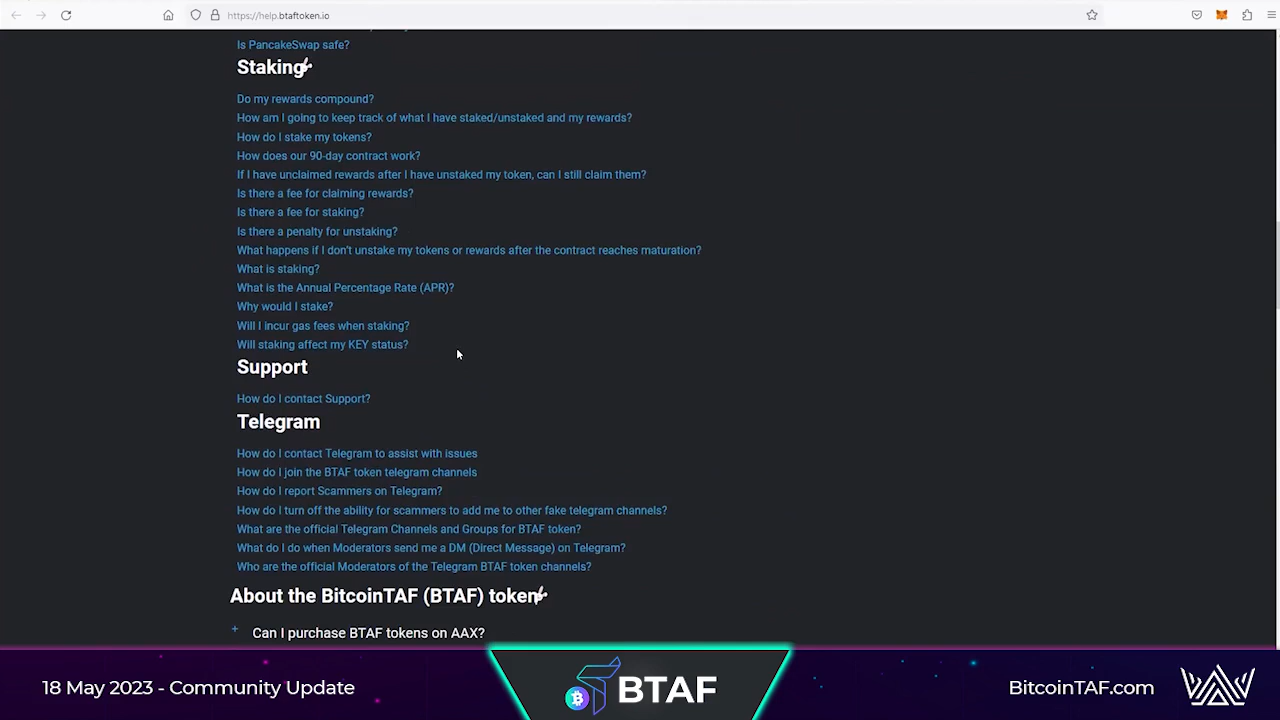 https://help.btaftoken.io
Is PancakeSwap safe?
Staking
Do my rewards compound?
How am I going to keep track of what I have staked/unstaked and my rewards?
How do I stake my tokens?
How does our 90-day contract work?
If I have unclaimed rewards after I have unstaked my token, can I still claim them?
Is there a fee for claiming rewards?
Is there a fee for staking?
Is there a penalty for unstaking?
What happens if I don't unstake my tokens or rewards after the contract reaches maturation?
What is staking?
What is the Annual Percentage Rate (APR)?
Why would I stake?
Will I incur gas fees when staking?
Will staking affect my KEY status?
Support
How do I contact Support?
Telegram
How do I contact Telegram to assist with issues
How do I join the BTAF token telegram channels
How do I report Scammers on Telegram?
How do I turn off the ability for scammers to add me to other fake telegram channels?
What are the official Telegram Channels and Groups for BTAF token?
What do I do when Moderators send me a DM (Direct Message) on Telegram?
Who are the official Moderators of the Telegram BTAF token channels?
About the BitcoinTAF (BTAF) token
+ Can I purchase BTAF tokens on AAX?
18 May 2023 - Community Update
BTAF
BitcoinTAF.com